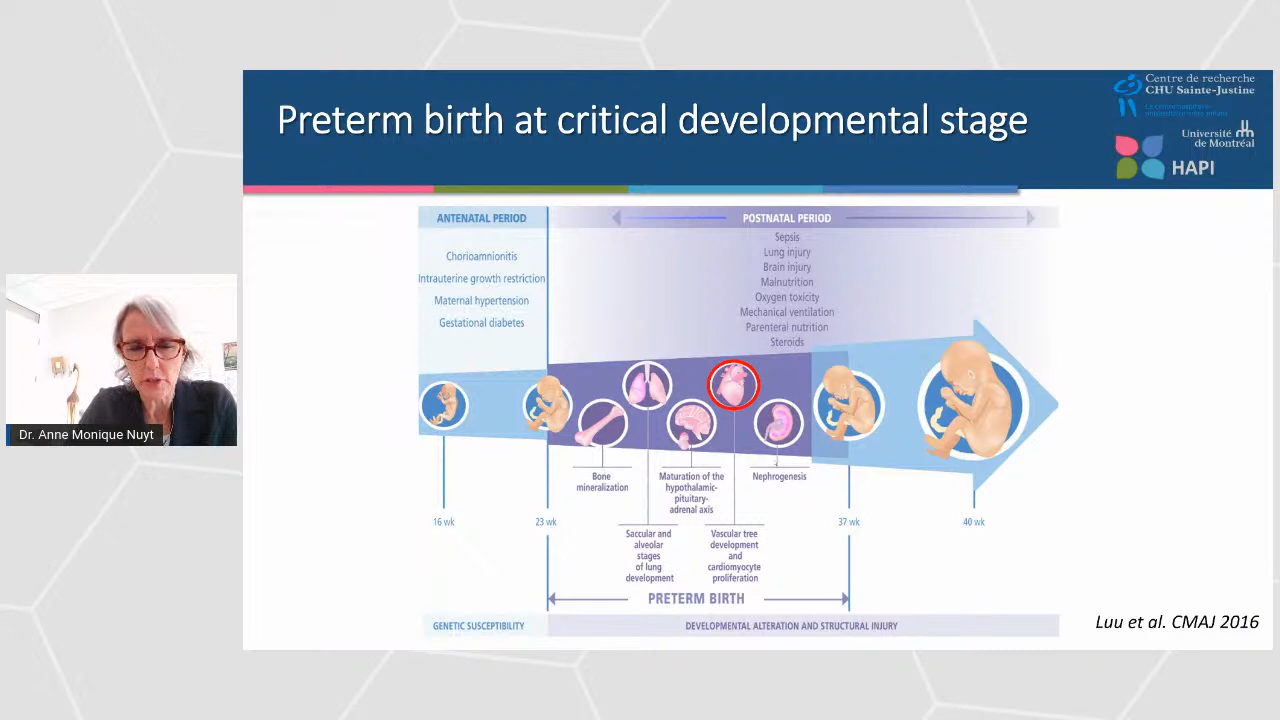 Preterm birth at critical developmental stage
Centre de recherche
CHU Sainte-Justine
Université
de Montréal
HAPI
ANTENATAL PERIOD
Chorioamnionitis
Intrauterine growth restriction
Maternal hypertension
Gestational diabetes
POSTNATAL PERIOD
Sepsis
Lung injury
Brain injury
Malnutrition
Oxygen toxicity
Mechanical ventilation
Parenteral nutrition
Steroids
Dr. Anne Monique Nuyt
Bone
mineralization
Maturation of the
hypothalamic-
pituitary-
adrenal axis
Nephrogenesis
16 wk
23 wk
37 wk
40 wk
Saccular and
alveolar
stages
of lung
development
Vascular tree
development
and
cardiomyocyte
proliferation
PRETERM BIRTH
GENETIC SUSCEPTIBILITY
DEVELOPMENTAL ALTERATION AND STRUCTURAL INJURY
Luu et al. CMAJ 2016